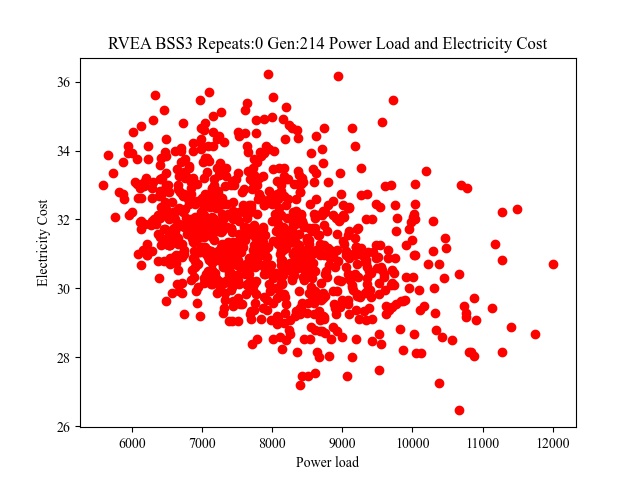 RVEA BSS3 Repeats:0 Gen:214 Power Load and Electricity Cost
36
34
32
30
28
26
Electricity Cost
6000 7000 8000 9000 10000 11000 12000
Power load